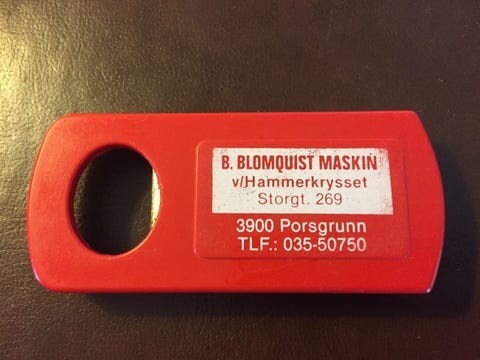 B. BLOMQUIST MASKIN
v/Hammerkrysset
Storgt. 269
3900 Porsgrunn
TLF.: 035-50750